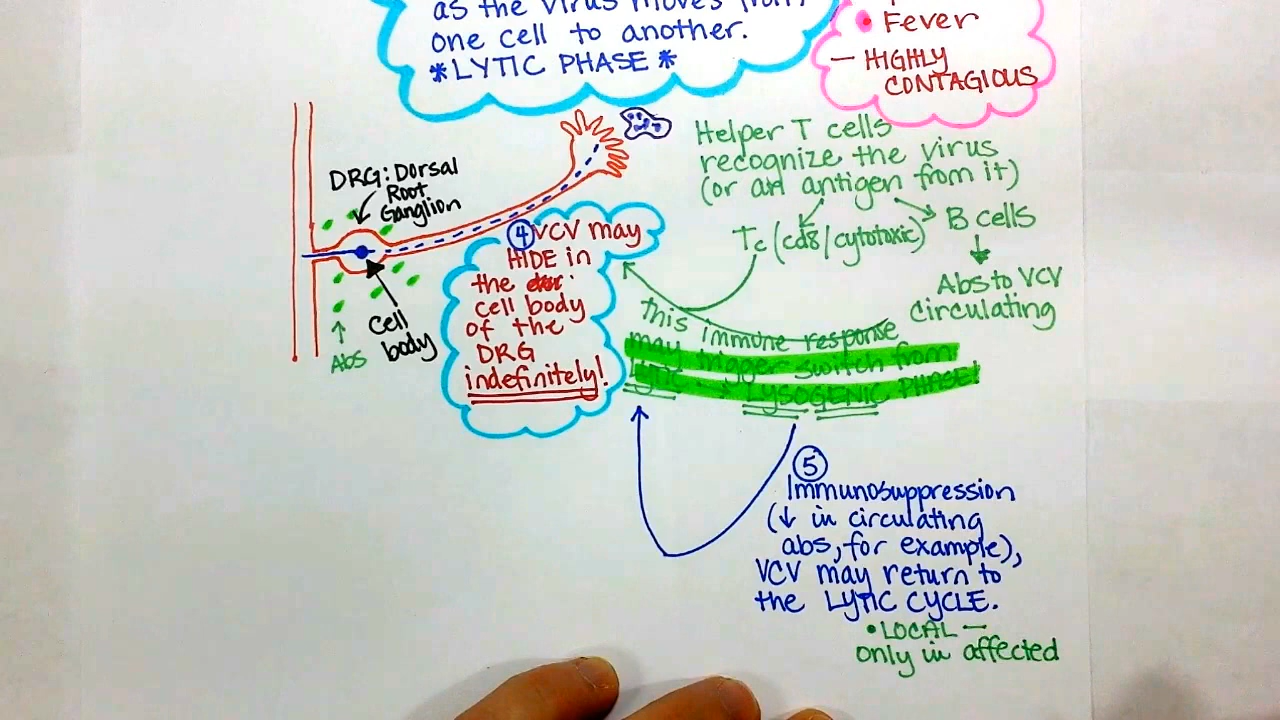 as the virus moves from
one cell to another.
*LYTIC PHASE*
• Fever
— HIGHLY
CONTAGIOUS
DRG: Dorsal
Root
Ganglion
Cell
body
Abs
④ VCV may
HIDE in
the
cell body
of the
DRG
indefinitely!
Helper T cells
recognize the virus
(or an antigen from it)
Tc (cd8/cytotoxic)
B cells
Abs to VCV
circulating
this immune response
may trigger switch from
Lytic → LYSOGENIC PHASE!
⑤
Immunosuppression
(↓ in circulating
abs, for example),
VCV may return to
the LYTIC CYCLE.
• LOCAL —
only in affected